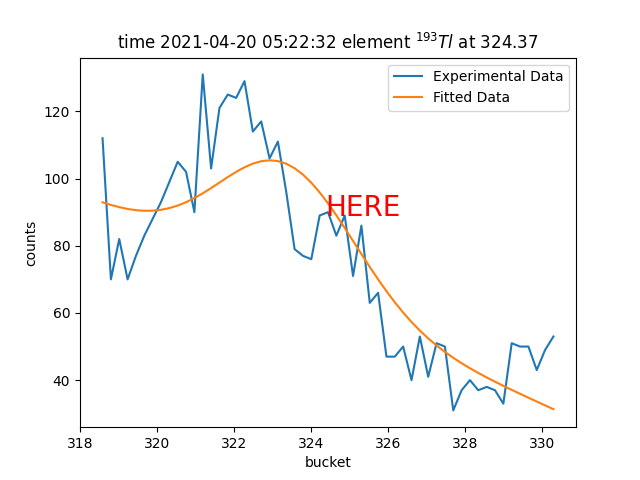 time 2021-04-20 05:22:32 element ¹⁹³Tl at 324.37
Experimental Data
Fitted Data
HERE
counts
120
100
80
60
40
318 320 322 324 326 328 330
bucket